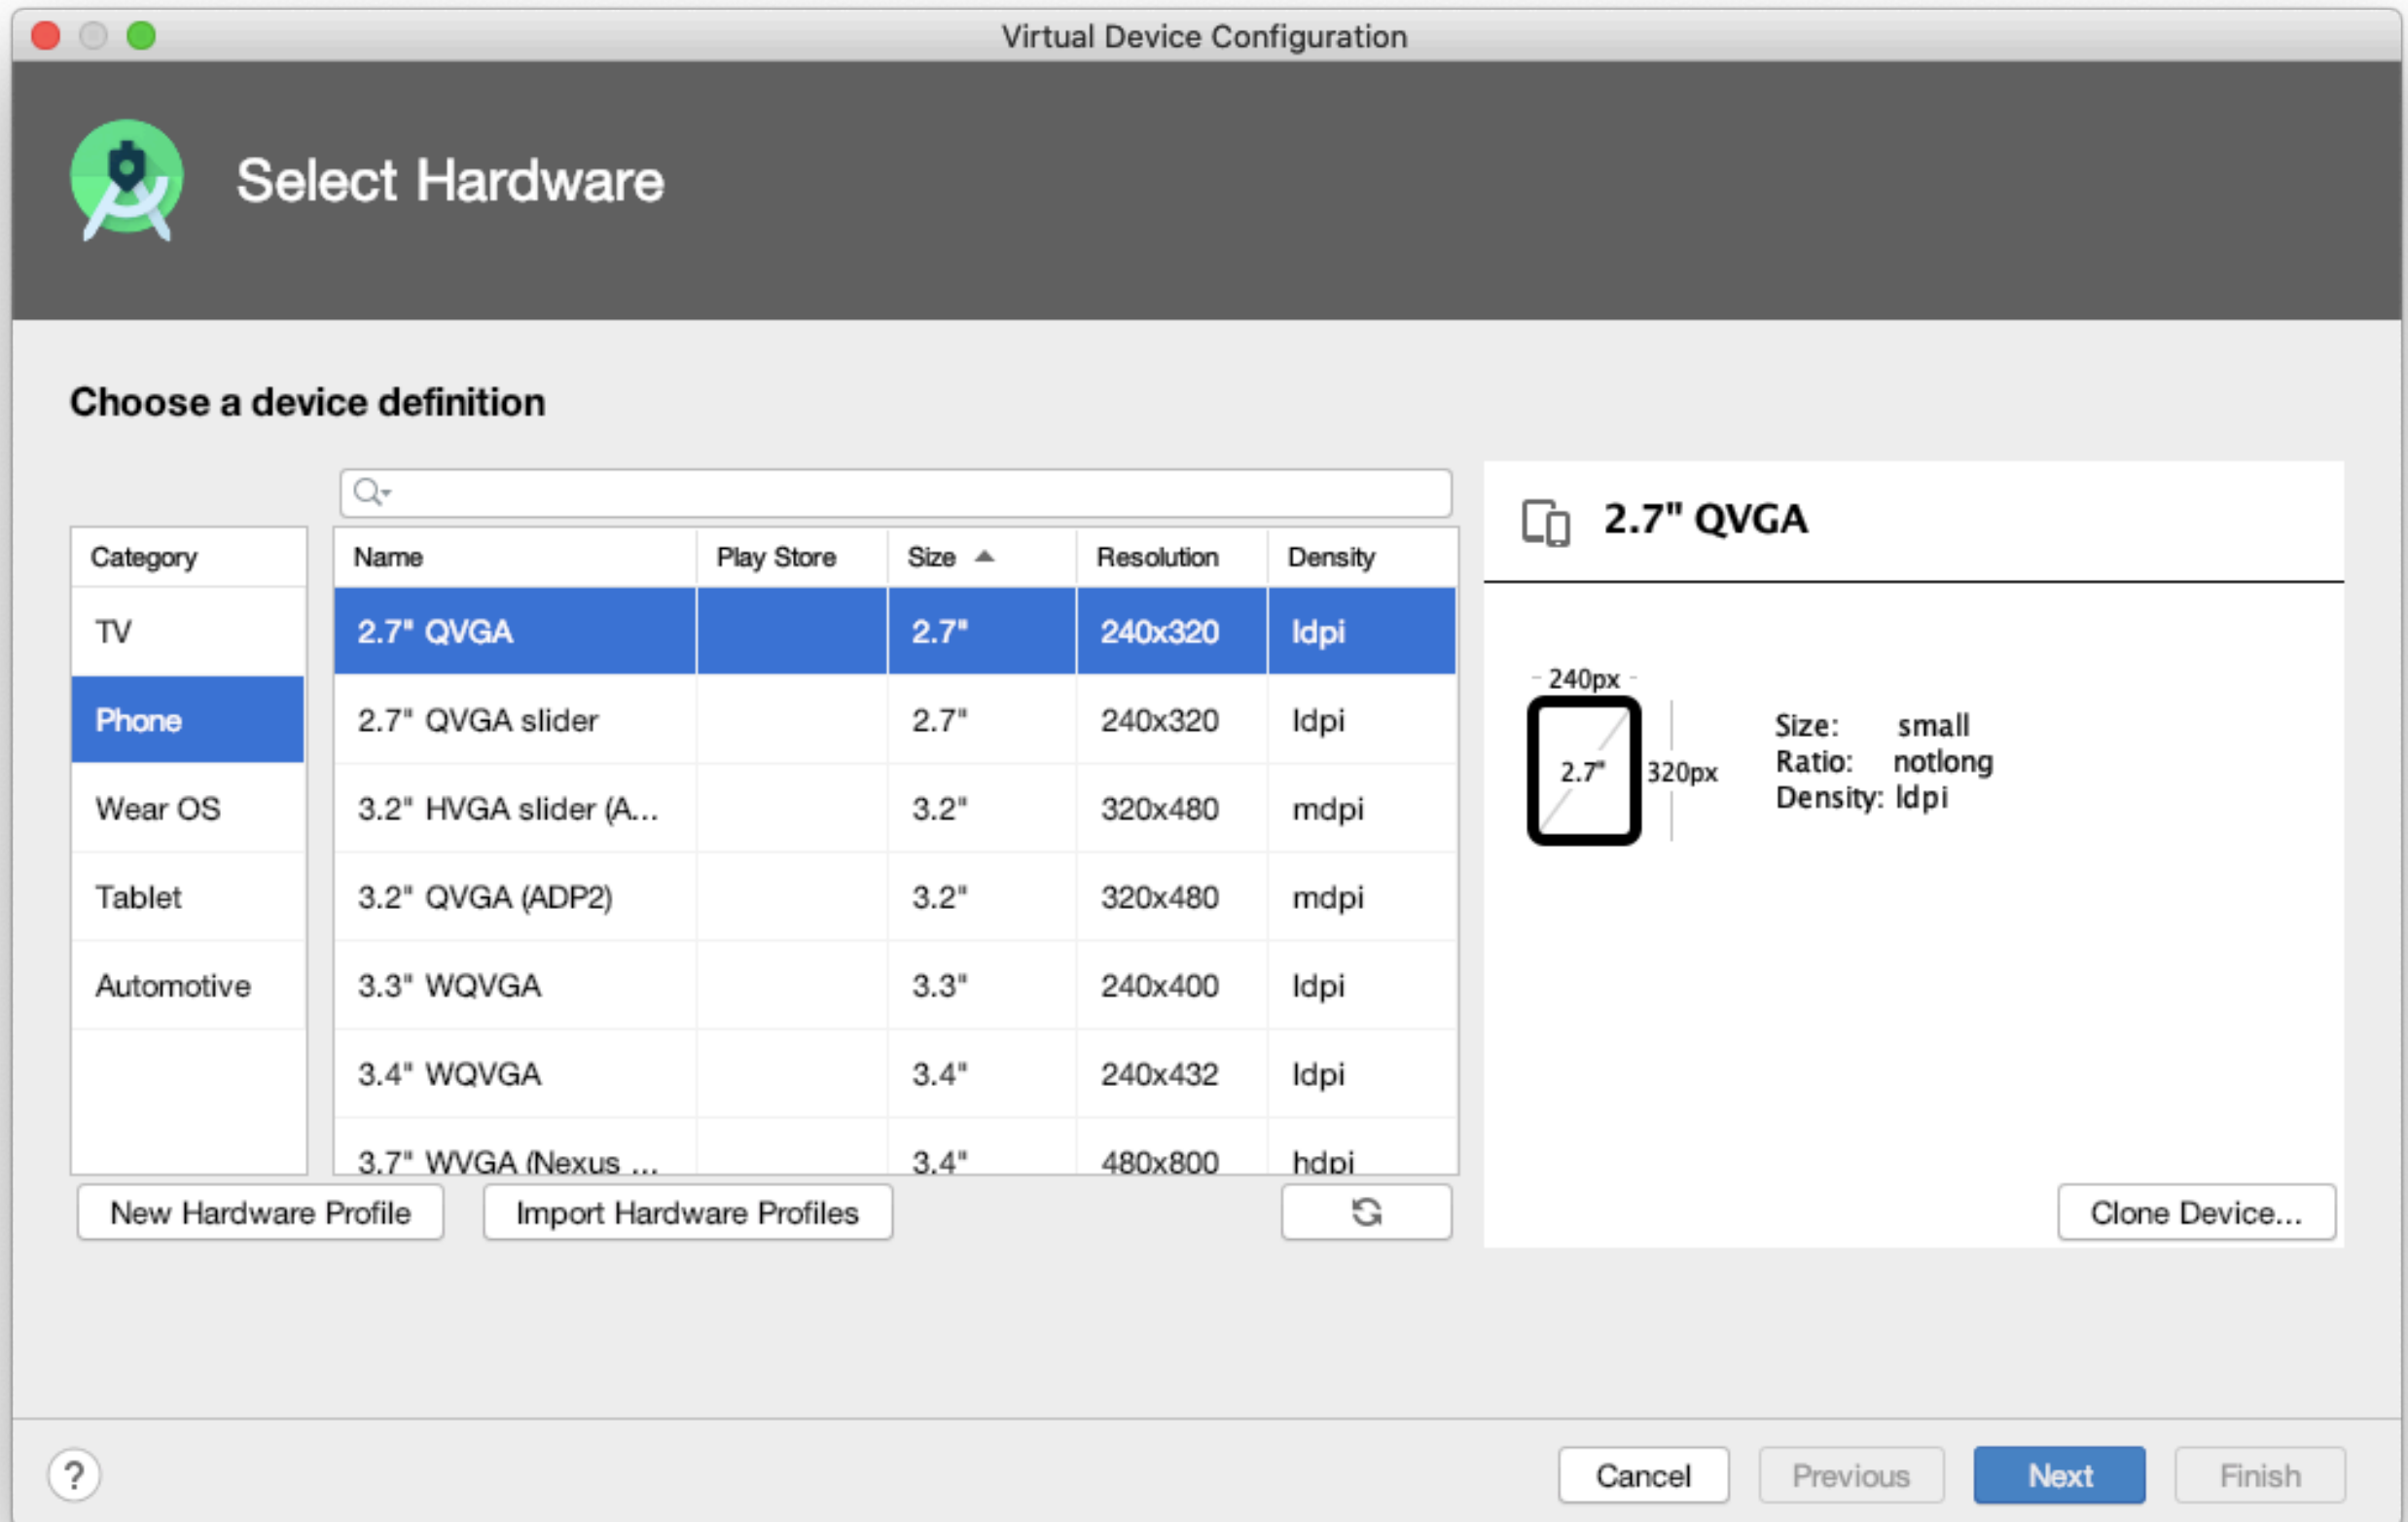 Virtual Device Configuration
Select Hardware
Choose a device definition
Category
TV
Phone
Wear OS
Tablet
Automotive
Name Play Store Size Resolution Density
2.7" QVGA 2.7" 240x320 ldpi
2.7" QVGA slider 2.7" 240x320 ldpi
3.2" HVGA slider (A... 3.2" 320x480 mdpi
3.2" QVGA (ADP2) 3.2" 320x480 mdpi
3.3" WQVGA 3.3" 240x400 ldpi
3.4" WQVGA 3.4" 240x432 ldpi
3.7" WVGA (Nexus ... 3.4" 480x800 hdpi
New Hardware Profile Import Hardware Profiles
2.7" QVGA
240px
2.7"
320px
Size: small
Ratio: notlong
Density: ldpi
Clone Device...
? Cancel Previous Next Finish